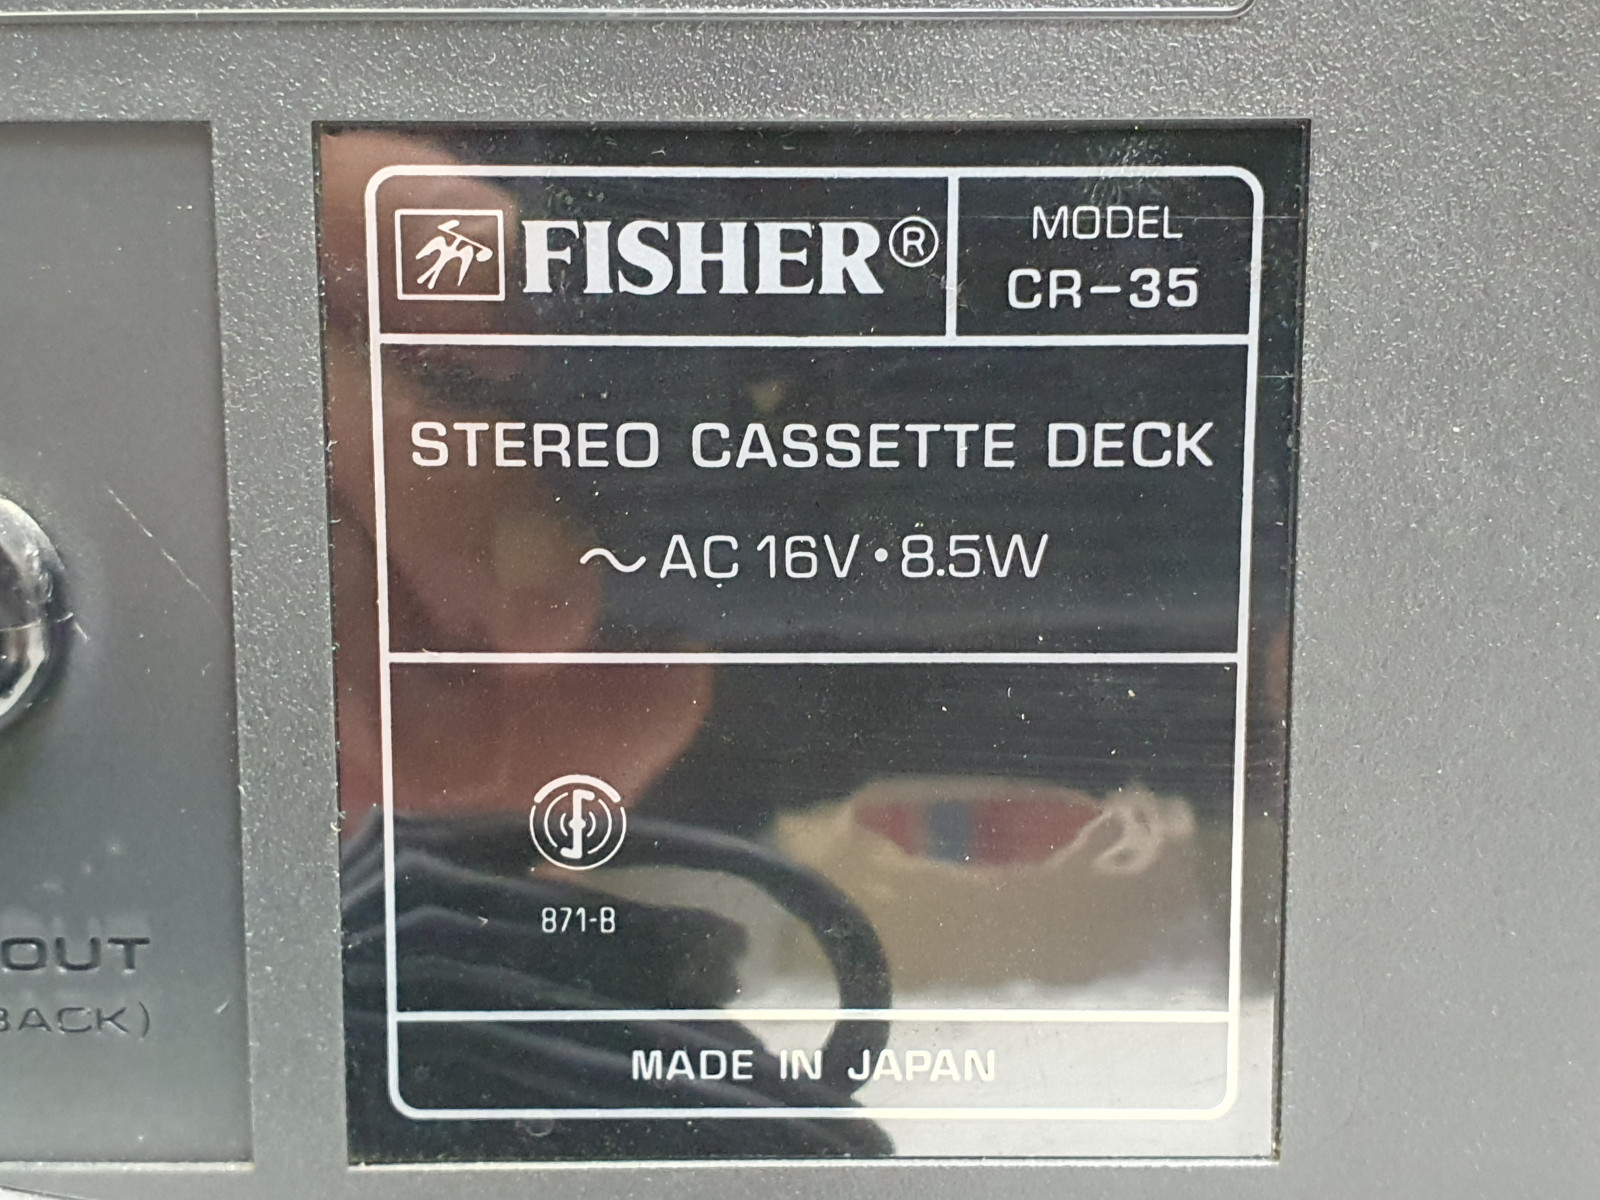 FISHER®
MODEL
CR-35
STEREO CASSETTE DECK
~AC 16V•8.5W
871-B
OUT
BACK)
MADE IN JAPAN